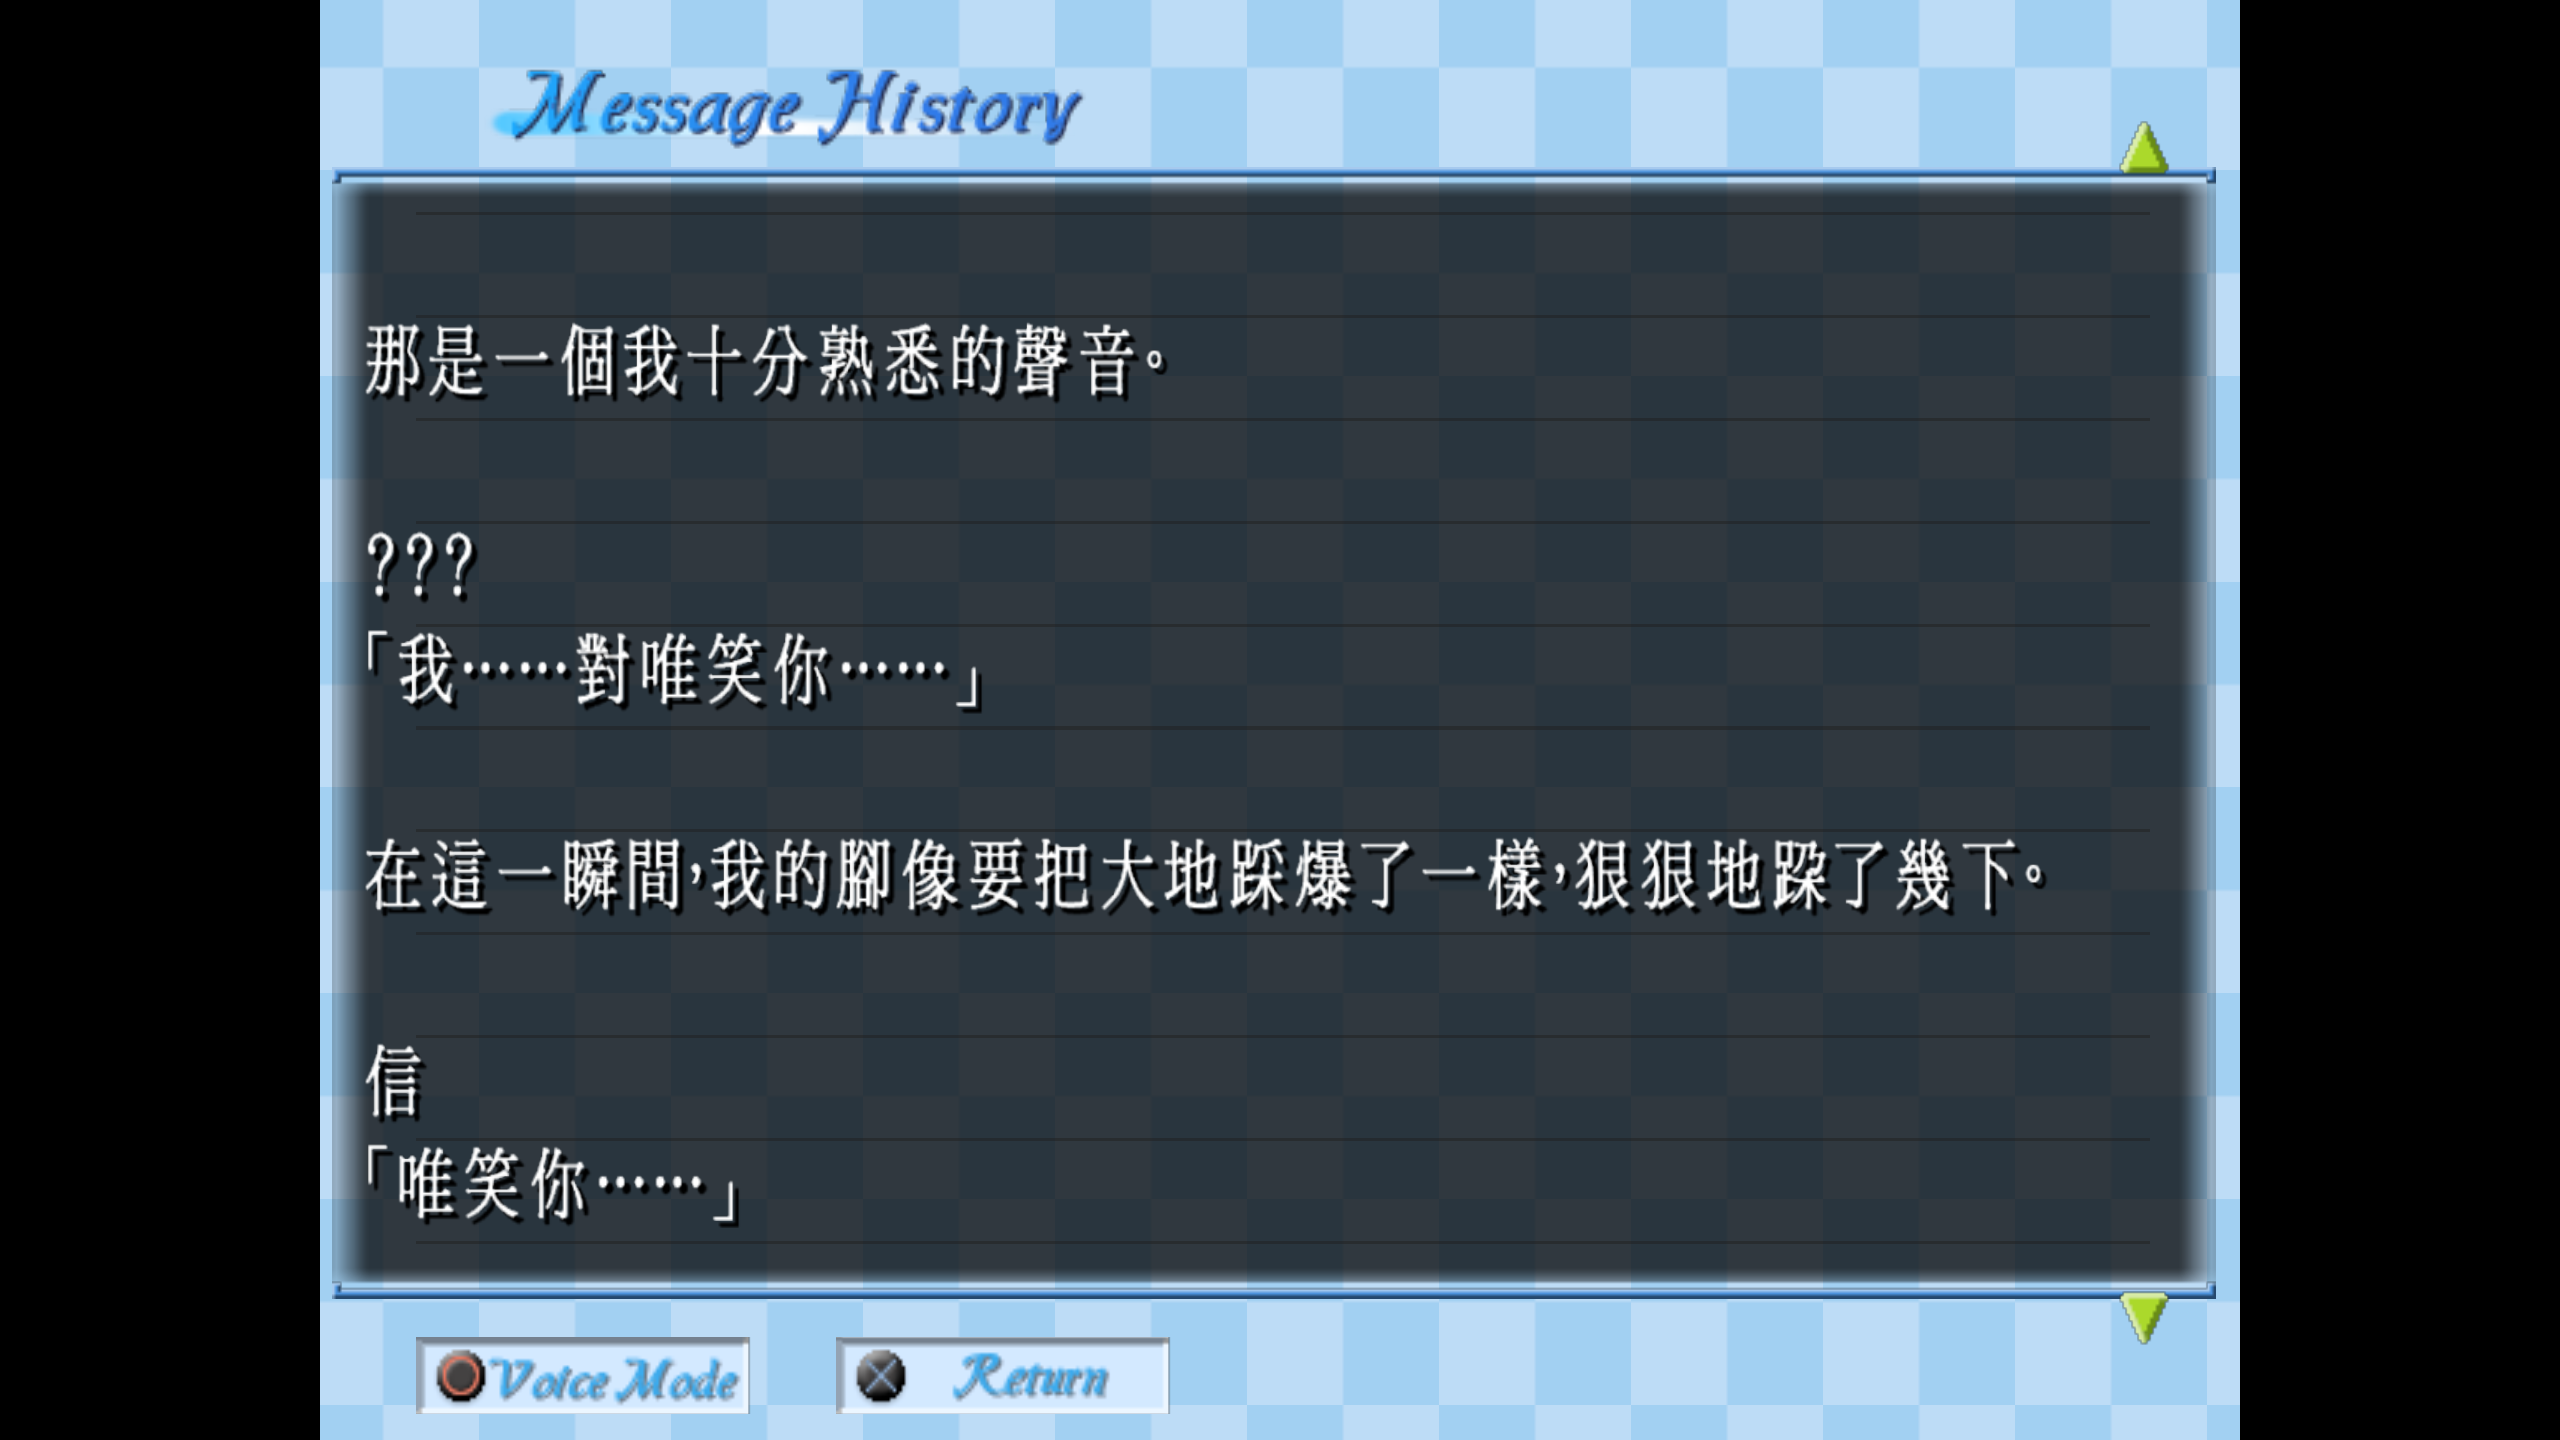 Message History
那是一個我十分熟悉的聲音。
???
「我……對唯笑你……」
在這一瞬間，我的腳像要把大地踩爆了一樣，狠狠地跺了幾下。
信
「唯笑你……」
Voice Mode
Return